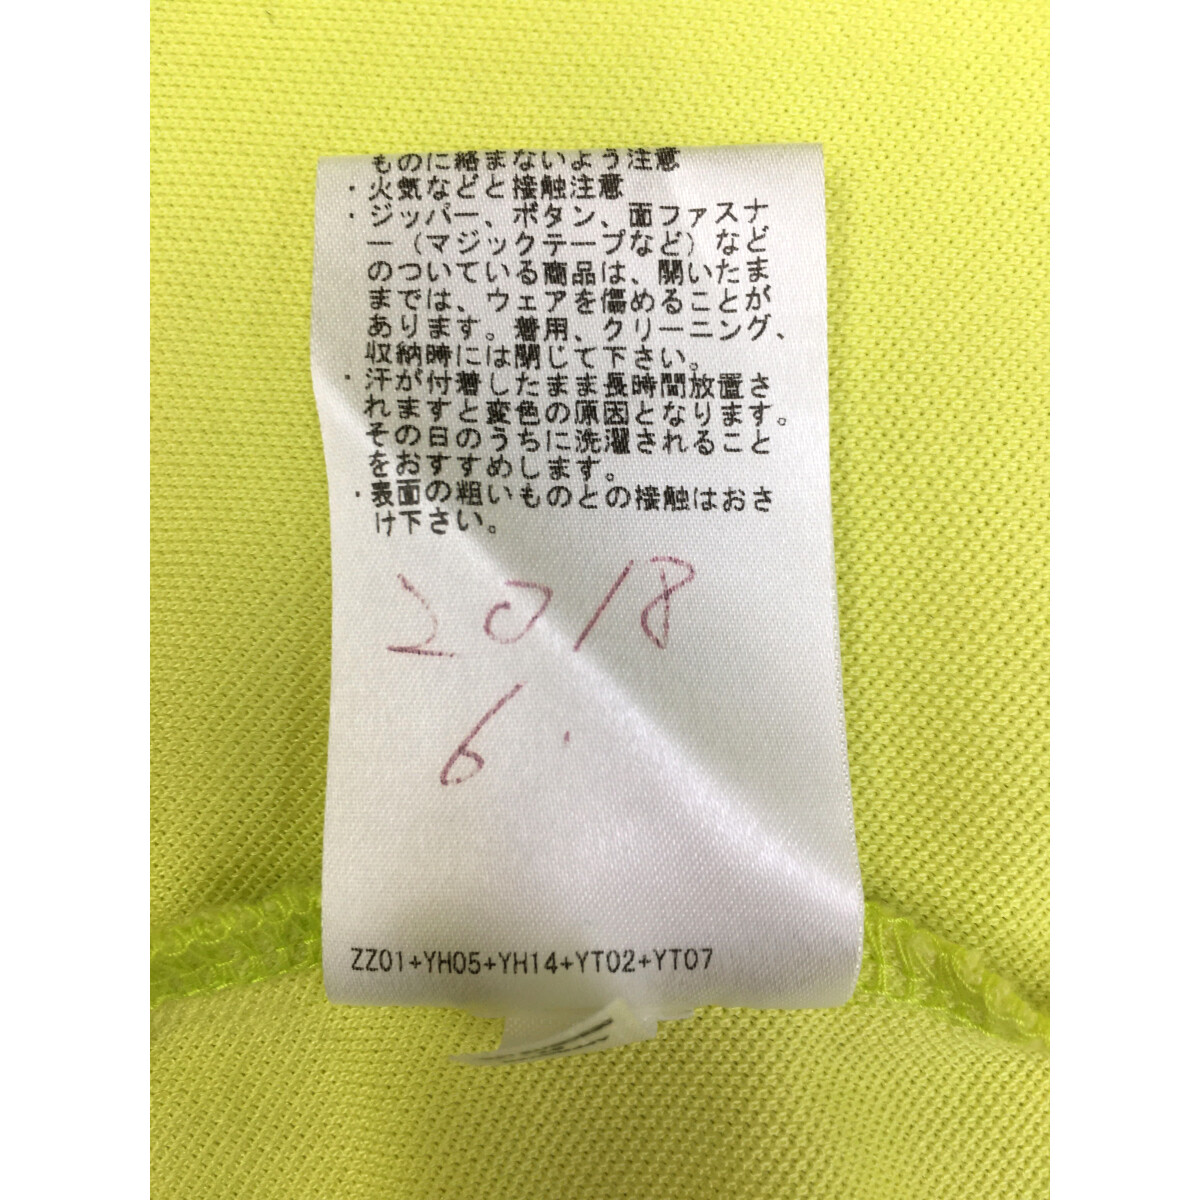 ものに絡まないよう注意
・火気などと接触注意
・ジッパー、ボタン、面ファスナ
ー（マジックテープなど）など
のついている商品は、開いたま
までは、ウェアを傷めることが
あります。着用、クリーニング、
収納時には閉じて下さい。
・汗が付着したまま長時間放置さ
れますと変色の原因となります。
その日のうちに洗濯されること
をおすすめします。
・表面の粗いものとの接触はおさ
け下さい。
2018
6.
ZZ01+YH05+YH14+YT02+YT07